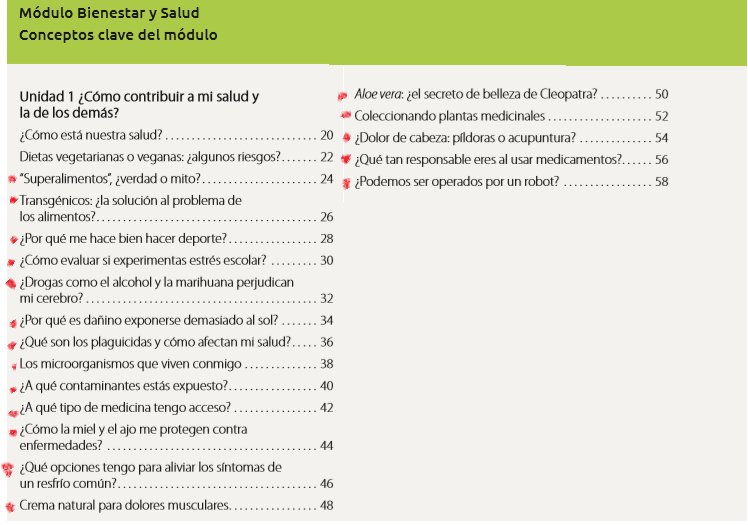 Módulo Bienestar y Salud
Conceptos clave del módulo
Unidad 1 ¿Cómo contribuir a mi salud y
la de los demás?
¿Cómo está nuestra salud? ................................ 20
Dietas vegetarianas o veganas: ¿algunos riesgos?....... 22
“Superalimentos”, ¿verdad o mito?........................ 24
Transgénicos: ¿la solución al problema de
los alimentos?............................................ 26
¿Por qué me hace bien hacer deporte?.................. 28
¿Cómo evaluar si experimentas estrés escolar? ......... 30
¿Drogas como el alcohol y la marihuana perjudican
mi cerebro? ............................................... 32
¿Por qué es dañino exponerse demasiado al sol? ....... 34
¿Qué son los plaguicidas y cómo afectan mi salud?..... 36
Los microorganismos que viven conmigo ............... 38
¿A qué contaminantes estás expuesto?.................. 40
¿A qué tipo de medicina tengo acceso? ................. 42
¿Cómo la miel y el ajo me protegen contra
enfermedades? .......................................... 44
¿Qué opciones tengo para aliviar los síntomas de
un resfrío común?........................................ 46
Crema natural para dolores musculares................. 48
Aloe vera: ¿el secreto de belleza de Cleopatra? .......... 50
Coleccionando plantas medicinales ..................... 52
¿Dolor de cabeza: píldoras o acupuntura? ............... 54
¿Qué tan responsable eres al usar medicamentos?...... 56
¿Podemos ser operados por un robot? ................. 58